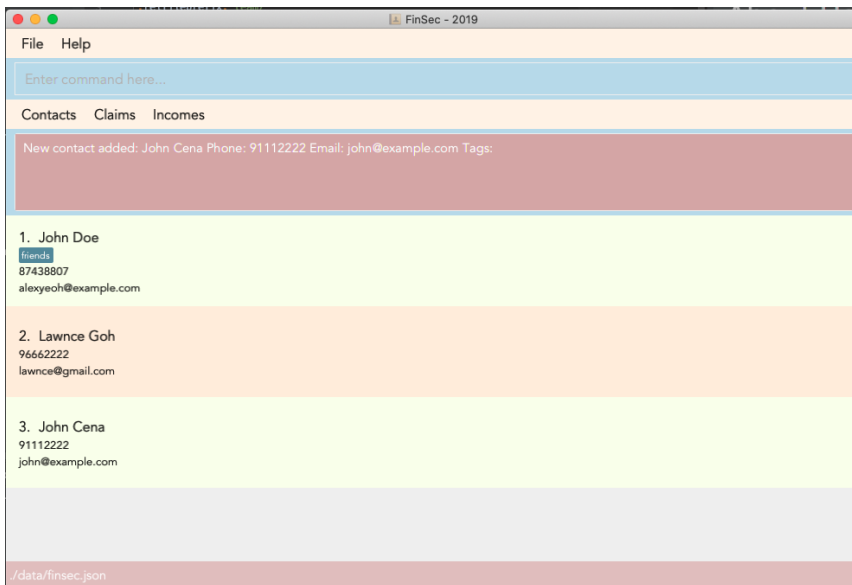 FinSec - 2019
File Help
Enter command here...
Contacts Claims Incomes
New contact added: John Cena Phone: 91112222 Email: john@example.com Tags:
1. John Doe
friends
87438807
alexyeoh@example.com
2. Lawnce Goh
96662222
lawnce@gmail.com
3. John Cena
91112222
john@example.com
./data/finsec.json